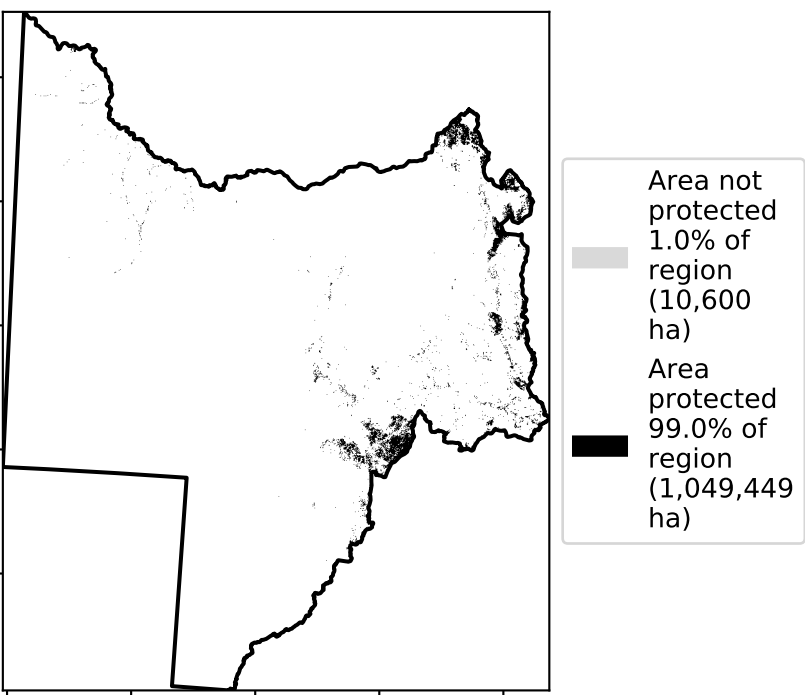 Area not
protected
1.0% of
region
(10,600
ha)
Area
protected
99.0% of
region
(1,049,449
ha)